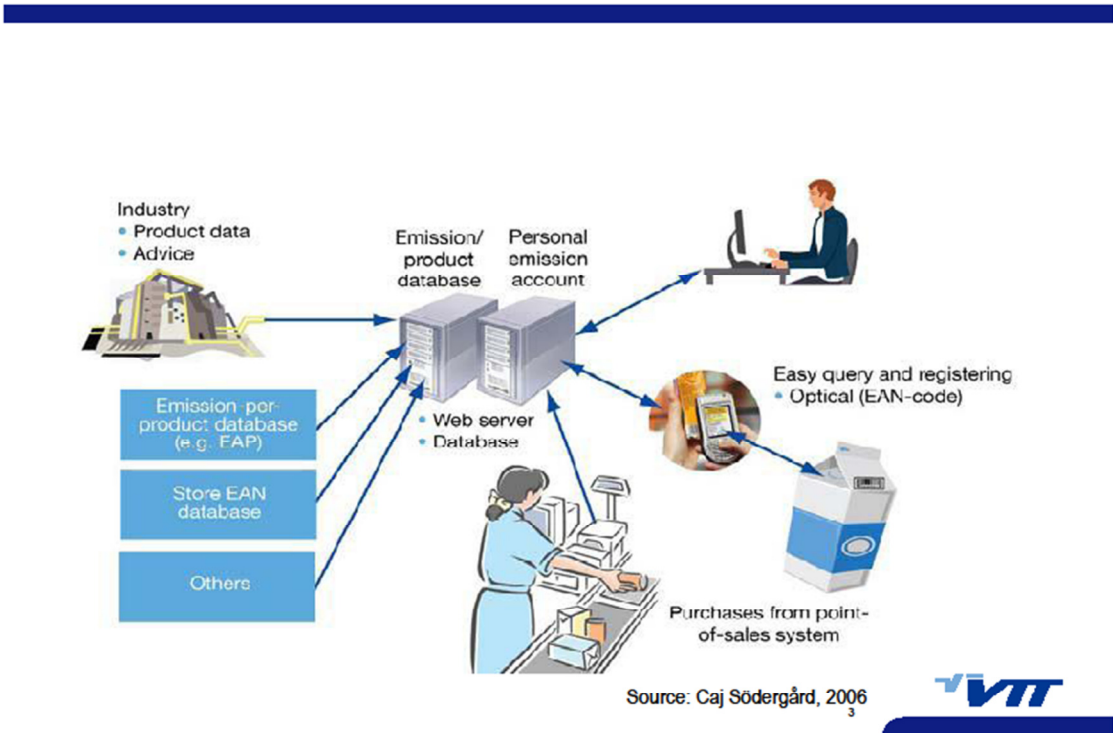 Industry
• Product data
• Advice
Emission/
product
database
Personal
emission
account
Emission-per-
product database
(e.g. EAP)
Store EAN
database
Others
• Web server
• Database
Easy query and registering
• Optical (EAN-code)
Purchases from point-
of-sales system
Source: Caj Södergård, 2006
3
VTT